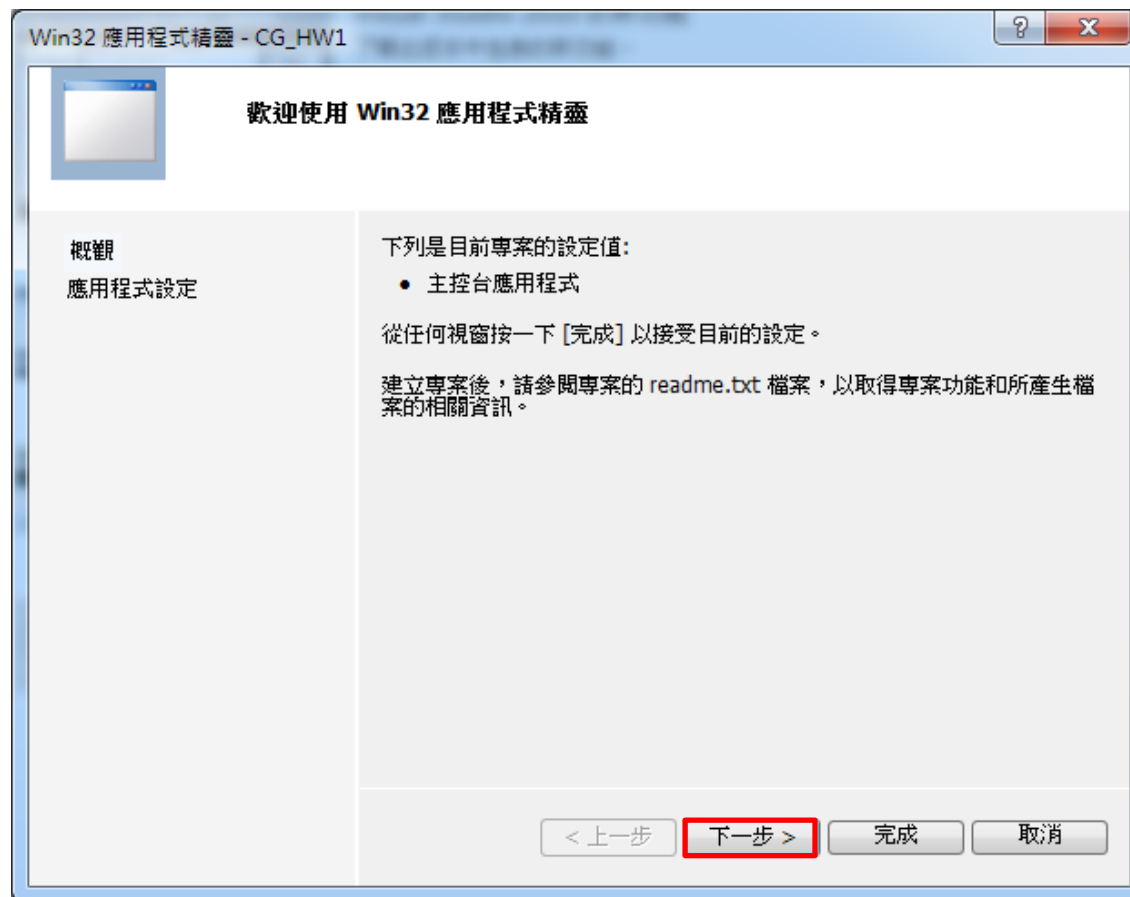 Win32 應用程式精靈 - CG_HW1
歡迎使用 Win32 應用程式精靈
概觀
應用程式設定
下列是目前專案的設定值:
• 主控台應用程式
從任何視窗按一下 [完成] 以接受目前的設定。
建立專案後，請參閱專案的 readme.txt 檔案，以取得專案功能和所產生檔
案的相關資訊。
< 上一步
下一步 >
完成
取消